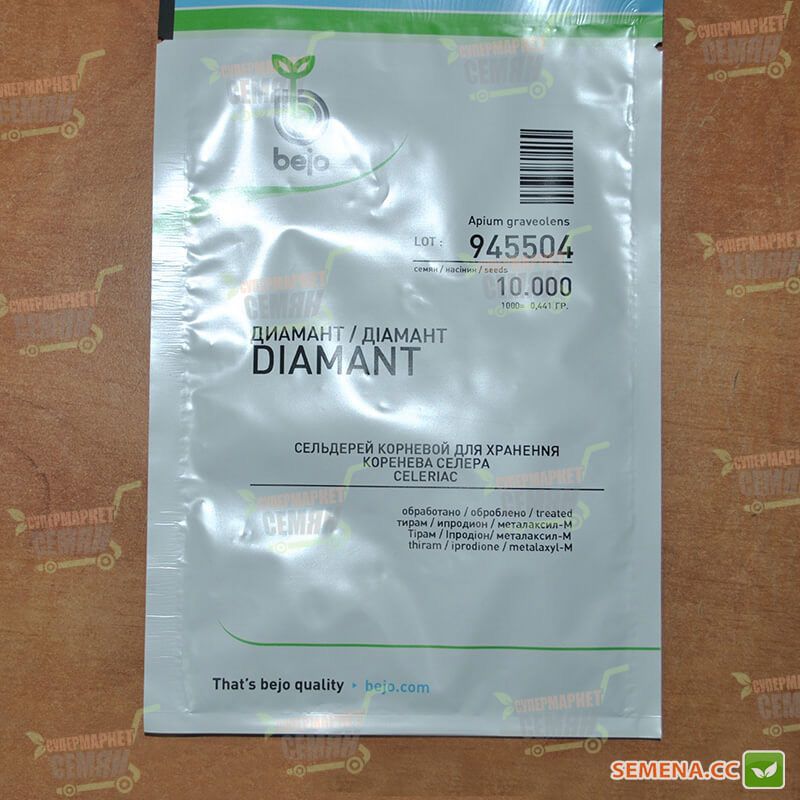 bejo
Apium graveolens
LOT : 945504
семян / насінин / seeds
10.000
1000= 0,441 ГР.
ДИАМАНТ / ДІАМАНТ
DIAMANT
СЕЛЬДЕРЕЙ КОРНЕВОЙ ДЛЯ ХРАНЕНNЯ
КОРЕНЕВА СЕЛЕРА
CELERIAC
обработано / оброблено / treated
тирам / ипродион / металаксил-М
Тірам / Іпродіон/ металаксил-М
thiram / iprodione / metalaxyl-M
That's bejo quality ▸ bejo.com
СУПЕРМАРКЕТ
СЕМЯН
SEMENA.CC